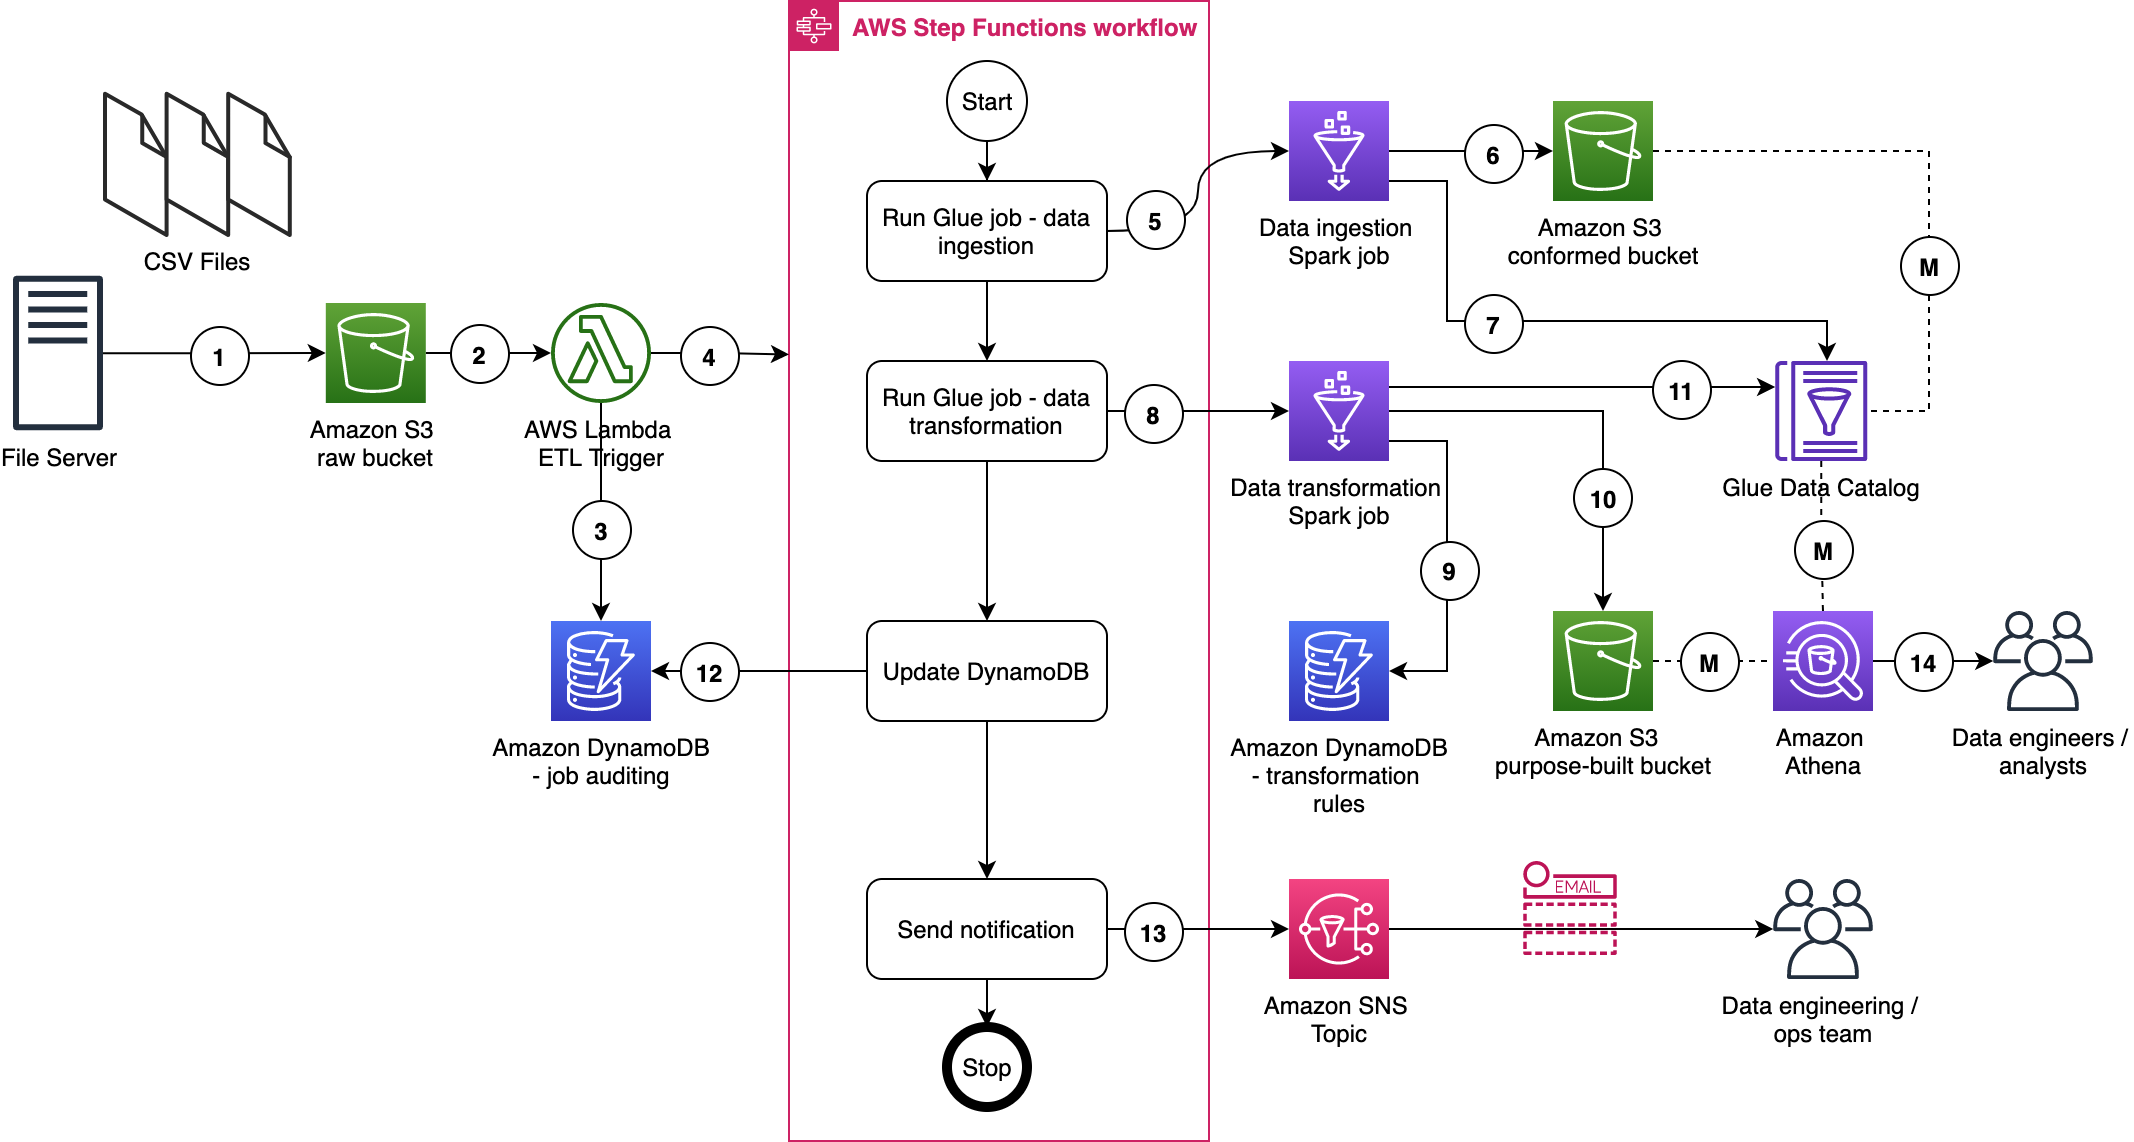 AWS Step Functions workflow
Start
CSV Files
Run Glue job - data
ingestion
5
6
Data ingestion
Spark job
Amazon S3
conformed bucket
M
7
1
2
4
File Server
Amazon S3
raw bucket
AWS Lambda
ETL Trigger
3
Run Glue job - data
transformation
8
11
Data transformation
Spark job
10
Glue Data Catalog
M
9
12
Update DynamoDB
M
14
Amazon DynamoDB
- job auditing
Amazon DynamoDB
- transformation
rules
Amazon S3
purpose-built bucket
Amazon
Athena
Data engineers /
analysts
Send notification
13
EMAIL
Amazon SNS
Topic
Data engineering /
ops team
Stop